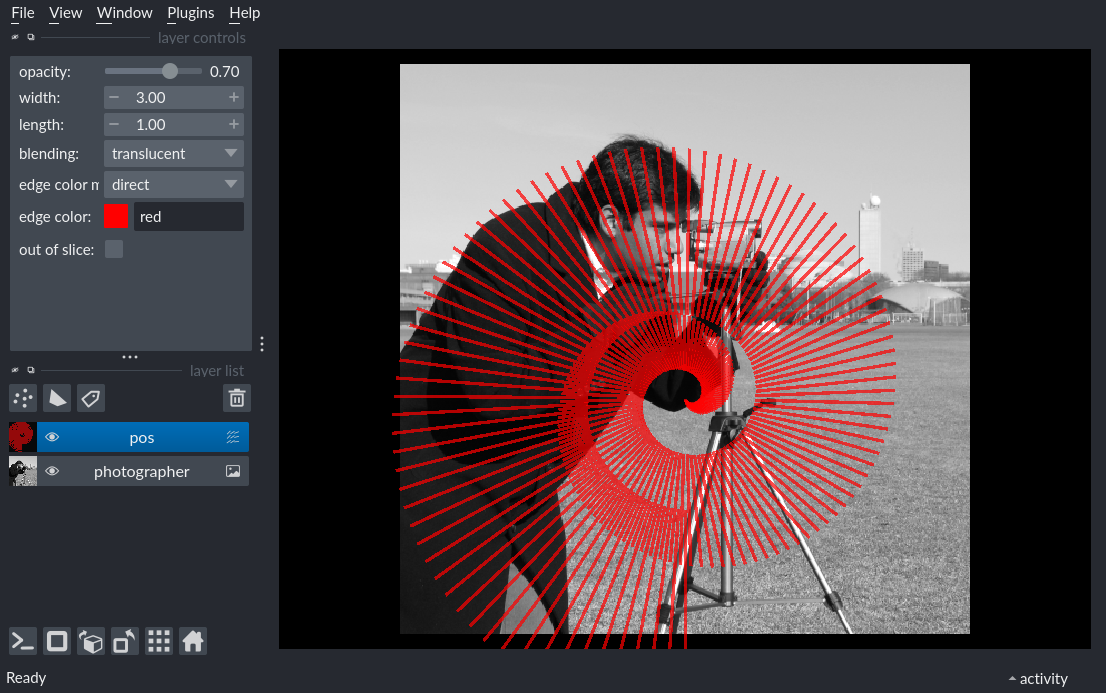 File View Window Plugins Help
layer controls
opacity: 0.70
width: 3.00
length: 1.00
blending: translucent
edge color m direct
edge color: red
out of slice:
layer list
pos
photographer
Ready
activity